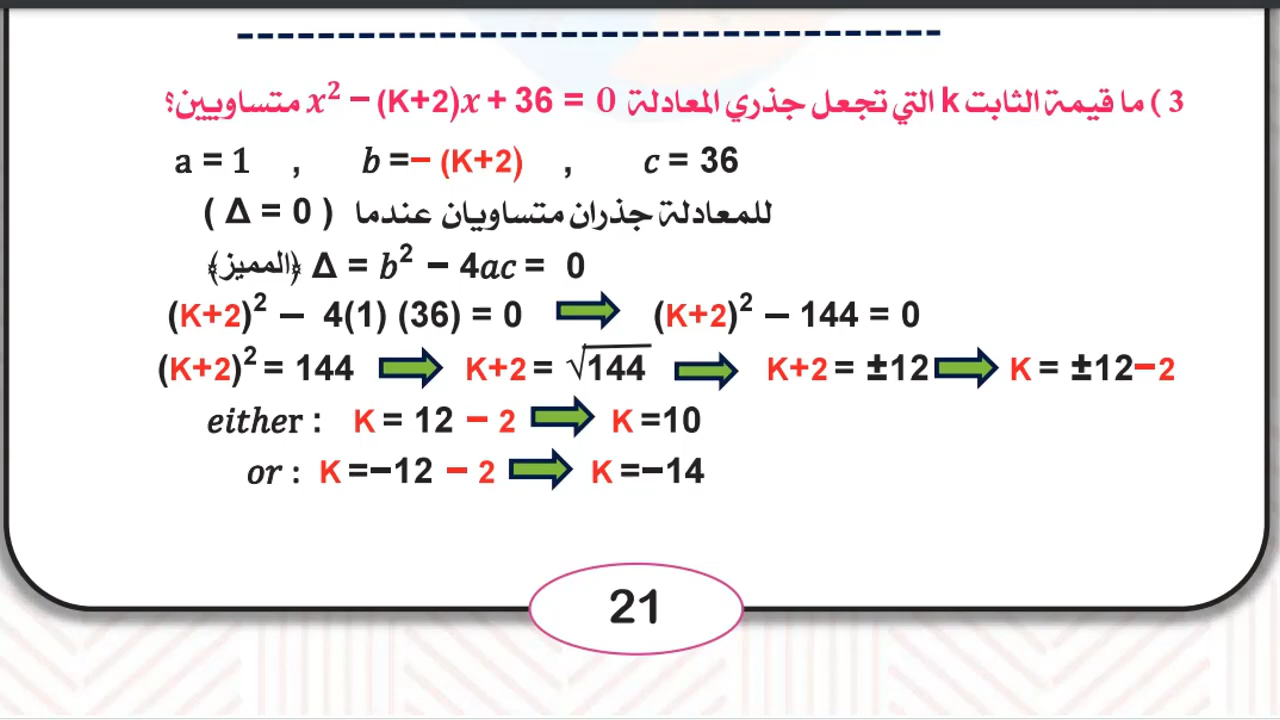 3 ) ما قيمة الثابت k التي تجعل جذري المعادلة x² − (K+2)x + 36 = 0 متساويين؟
a = 1 , b =− (K+2) , c = 36
للمعادلة جذران متساويان عندما ( Δ = 0 )
﴿المميز﴾ Δ = b² − 4ac = 0
(K+2)² − 4(1) (36) = 0 ⇨ (K+2)² − 144 = 0
(K+2)² = 144 ⇨ K+2 = √144 ⇨ K+2 = ±12 ⇨ K = ±12−2
either : K = 12 − 2 ⇨ K =10
or : K =−12 − 2 ⇨ K =−14
21